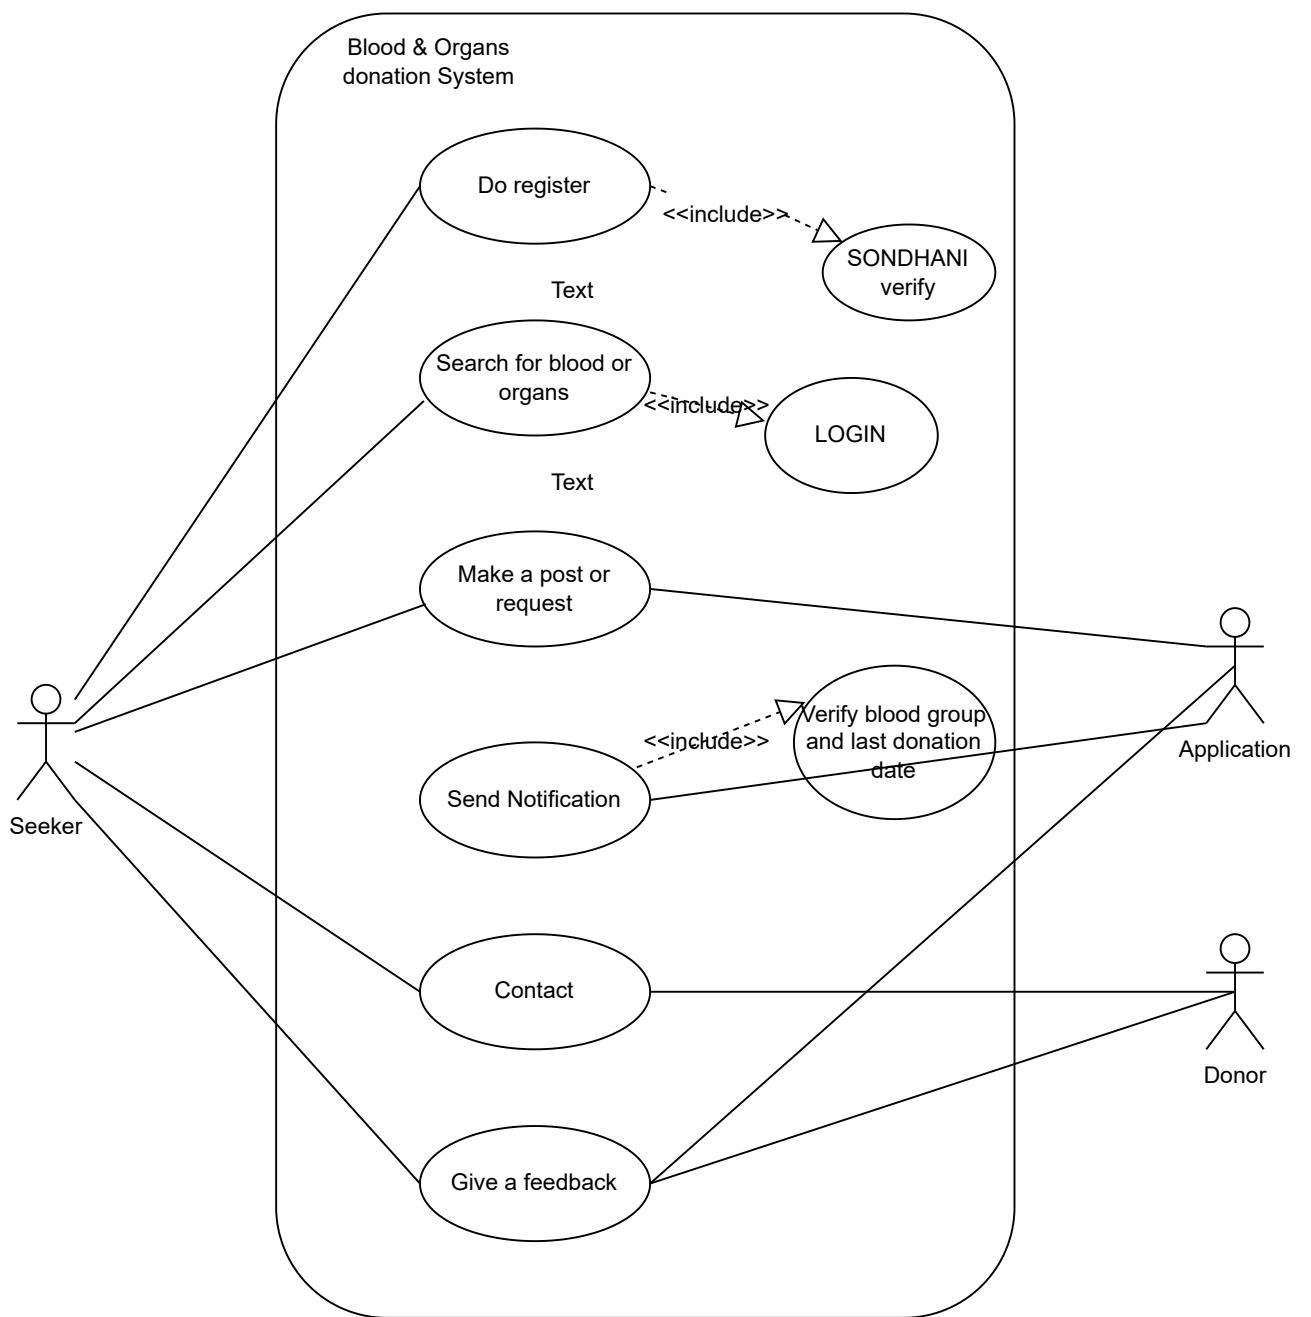 Blood & Organs
donation System
Do register
<<include>>
SONDHANI
verify
Text
Search for blood or
organs
<<include>>
LOGIN
Text
Make a post or
request
Verify blood group
and last donation
date
<<include>>
Send Notification
Application
Seeker
Contact
Donor
Give a feedback